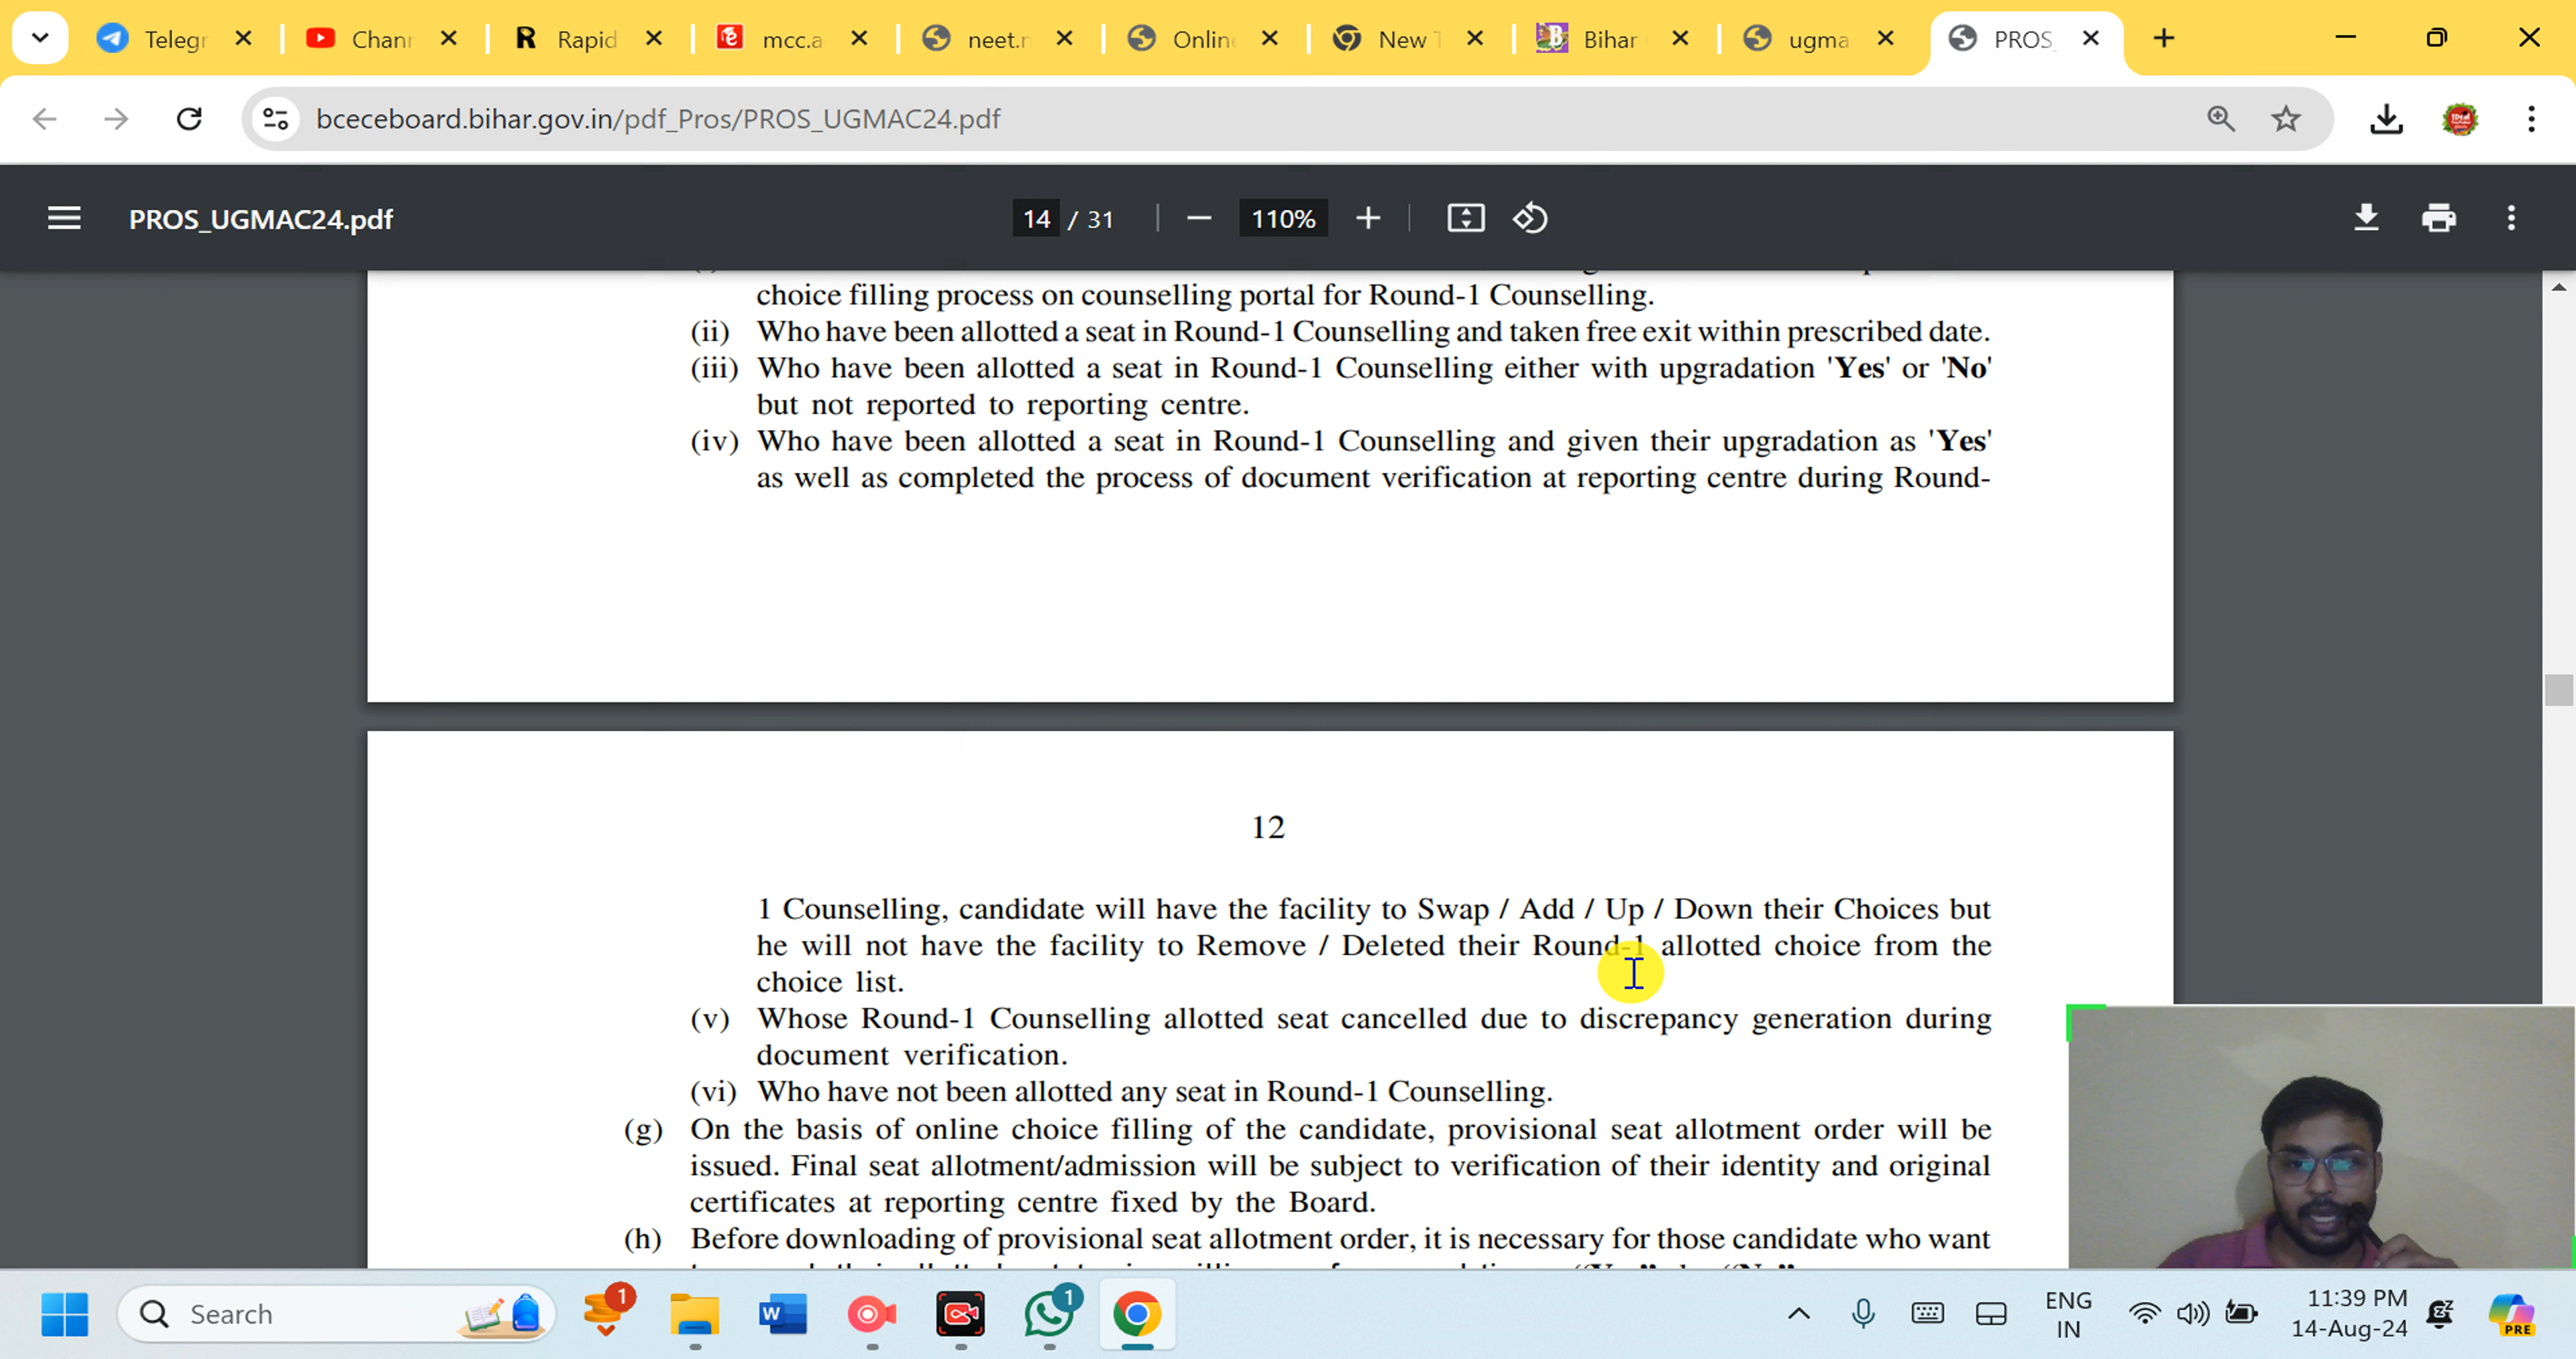 Telegr
Chan
Rapid
mcc.a
neet.n
Online
New T
Bihar
ugma
PROS_
bceceboard.bihar.gov.in/pdf_Pros/PROS_UGMAC24.pdf
PROS_UGMAC24.pdf
14 / 31
110%
choice filling process on counselling portal for Round-1 Counselling.
(ii) Who have been allotted a seat in Round-1 Counselling and taken free exit within prescribed date.
(iii) Who have been allotted a seat in Round-1 Counselling either with upgradation 'Yes' or 'No'
but not reported to reporting centre.
(iv) Who have been allotted a seat in Round-1 Counselling and given their upgradation as 'Yes'
as well as completed the process of document verification at reporting centre during Round-
12
1 Counselling, candidate will have the facility to Swap / Add / Up / Down their Choices but
he will not have the facility to Remove / Deleted their Round-1 allotted choice from the
choice list.
(v) Whose Round-1 Counselling allotted seat cancelled due to discrepancy generation during
document verification.
(vi) Who have not been allotted any seat in Round-1 Counselling.
(g) On the basis of online choice filling of the candidate, provisional seat allotment order will be
issued. Final seat allotment/admission will be subject to verification of their identity and original
certificates at reporting centre fixed by the Board.
(h) Before downloading of provisional seat allotment order, it is necessary for those candidate who want
Search
1
1
ENG
IN
11:39 PM
14-Aug-24
PRE